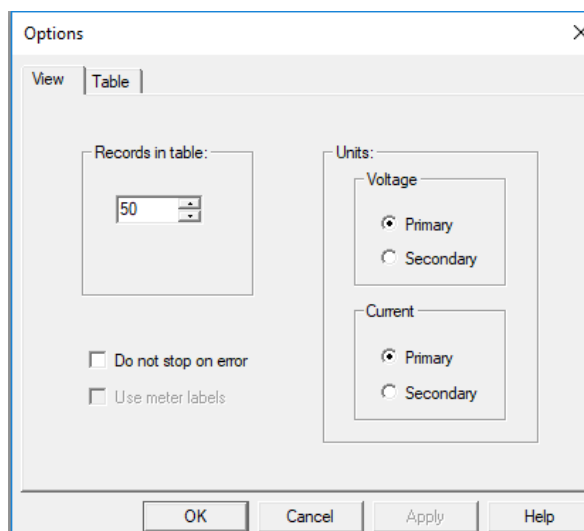 Options
View
Table
Records in table:
50
Do not stop on error
Use meter labels
Units:
Voltage
Primary
Secondary
Current
Primary
Secondary
OK
Cancel
Apply
Help